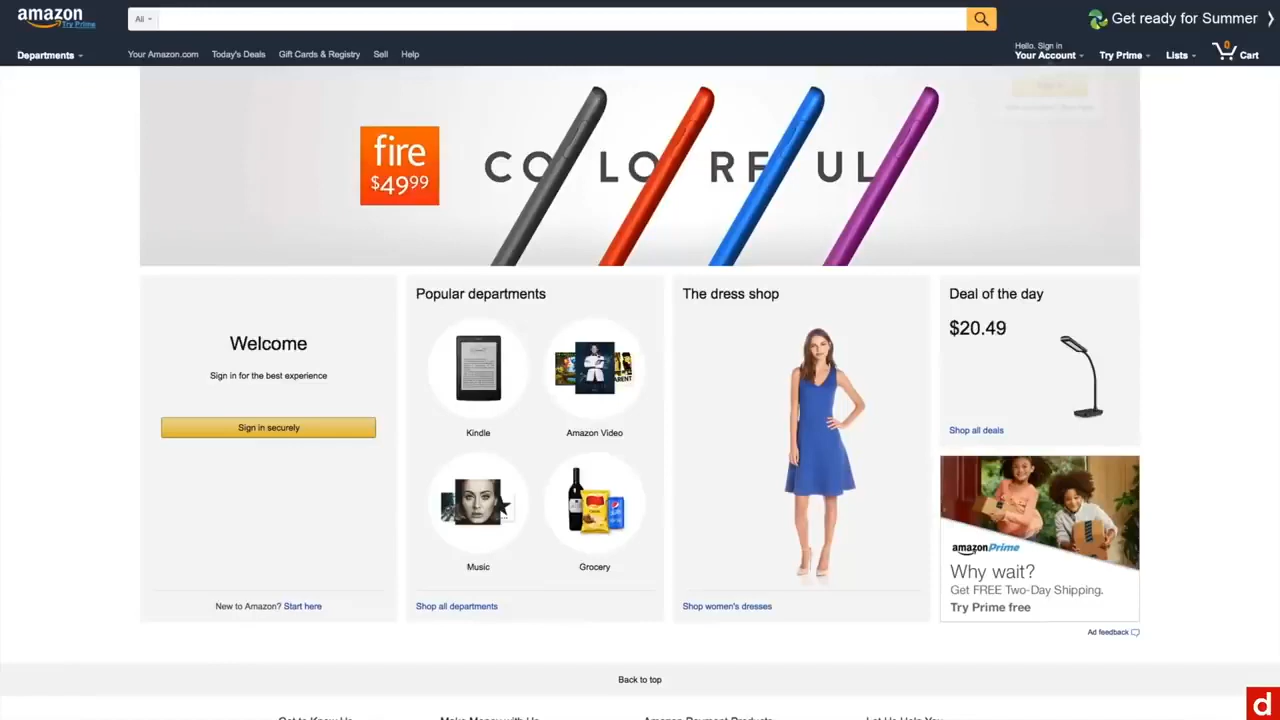 amazon
Try Prime
All
Get ready for Summer
Departments
Your Amazon.com
Today's Deals
Gift Cards & Registry
Sell
Help
Hello. Sign in
Your Account
Try Prime
Lists
0
Cart
fire
$49.99
COLORFUL
Welcome
Sign in for the best experience
Sign in securely
New to Amazon? Start here
Popular departments
Kindle
Amazon Video
Music
Grocery
Shop all departments
The dress shop
Shop women's dresses
Deal of the day
$20.49
Shop all deals
amazonPrime
Why wait?
Get FREE Two-Day Shipping.
Try Prime free
Ad feedback
Back to top
Get to Know Us
Make Money with Us
Amazon Payment Products
Let Us Help You
d